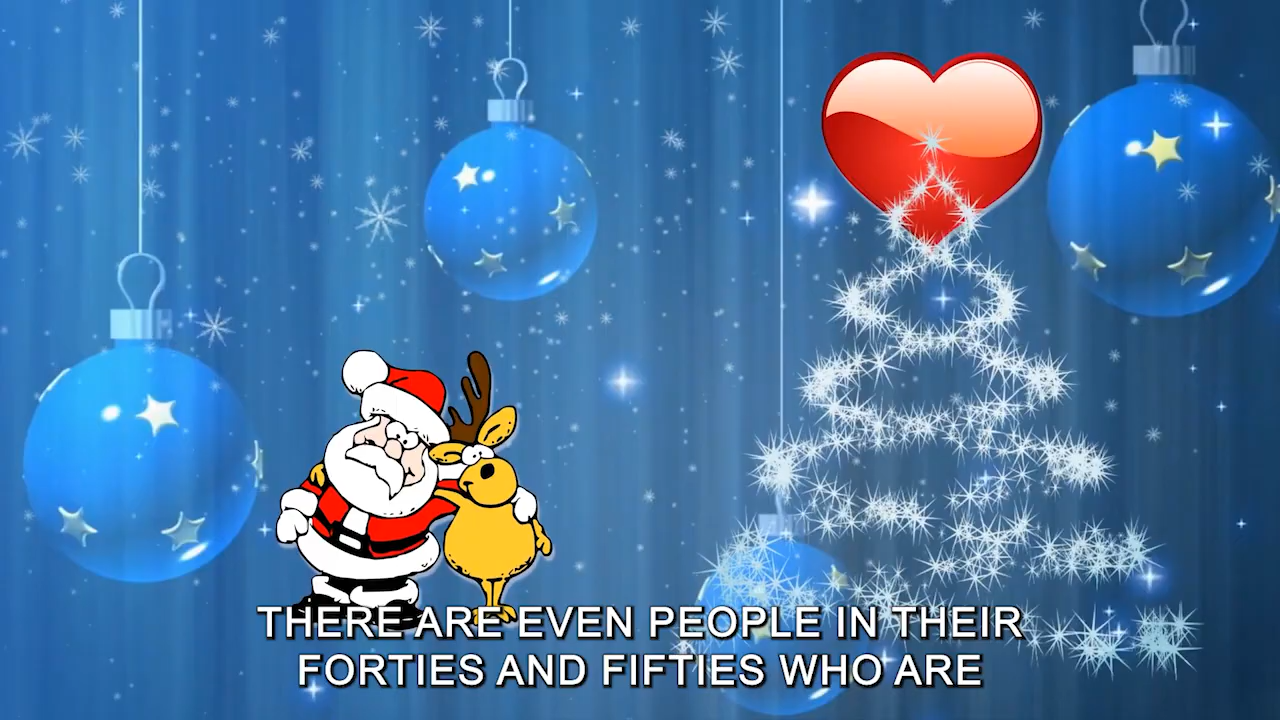 THERE ARE EVEN PEOPLE IN THEIR
FORTIES AND FIFTIES WHO ARE